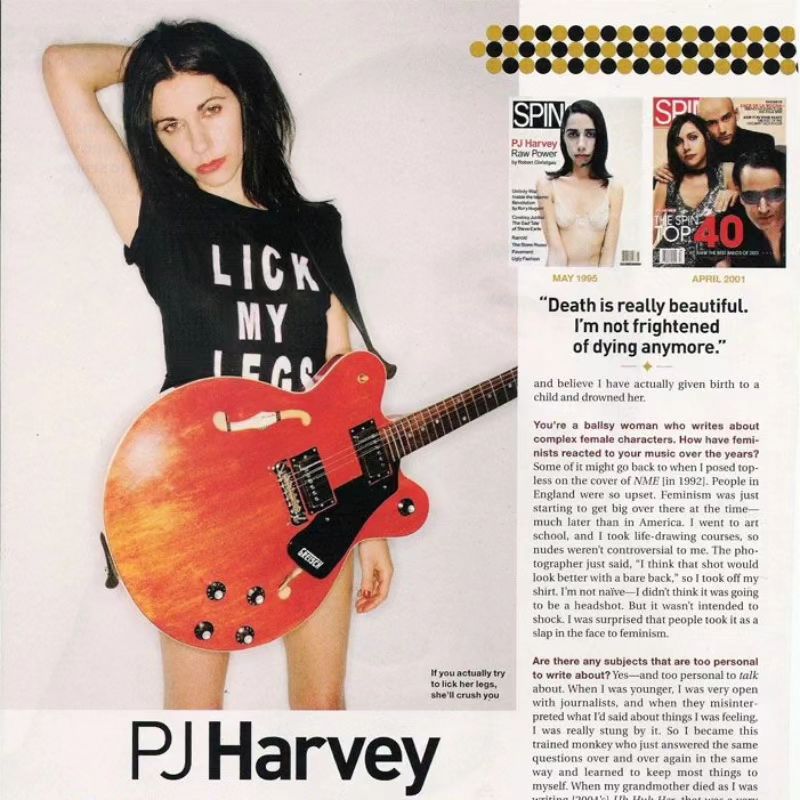 LICK
MY
LEGS
GRETSCH
If you actually try
to lick her legs,
she'll crush you
PJ Harvey
SPIN
PJ Harvey
Raw Power
by Robert Christgau
MAY 1995
SPIN
THE SPIN
TOP 40
APRIL 2001
“Death is really beautiful.
I’m not frightened
of dying anymore.”
and believe I have actually given birth to a
child and drowned her.
You’re a ballsy woman who writes about
complex female characters. How have femi-
nists reacted to your music over the years?
Some of it might go back to when I posed top-
less on the cover of NME [in 1992]. People in
England were so upset. Feminism was just
starting to get big over there at the time—
much later than in America. I went to art
school, and I took life-drawing courses, so
nudes weren’t controversial to me. The pho-
tographer just said, “I think that shot would
look better with a bare back,” so I took off my
shirt. I’m not naïve—I didn’t think it was going
to be a headshot. But it wasn’t intended to
shock. I was surprised that people took it as a
slap in the face to feminism.
Are there any subjects that are too personal
to write about? Yes—and too personal to talk
about. When I was younger, I was very open
with journalists, and when they misinter-
preted what I’d said about things I was feeling,
I was really stung by it. So I became this
trained monkey who just answered the same
questions over and over again in the same
way and learned to keep most things to
myself. When my grandmother died as I was
writing [2004’s] Uh Huh Her, that was a very